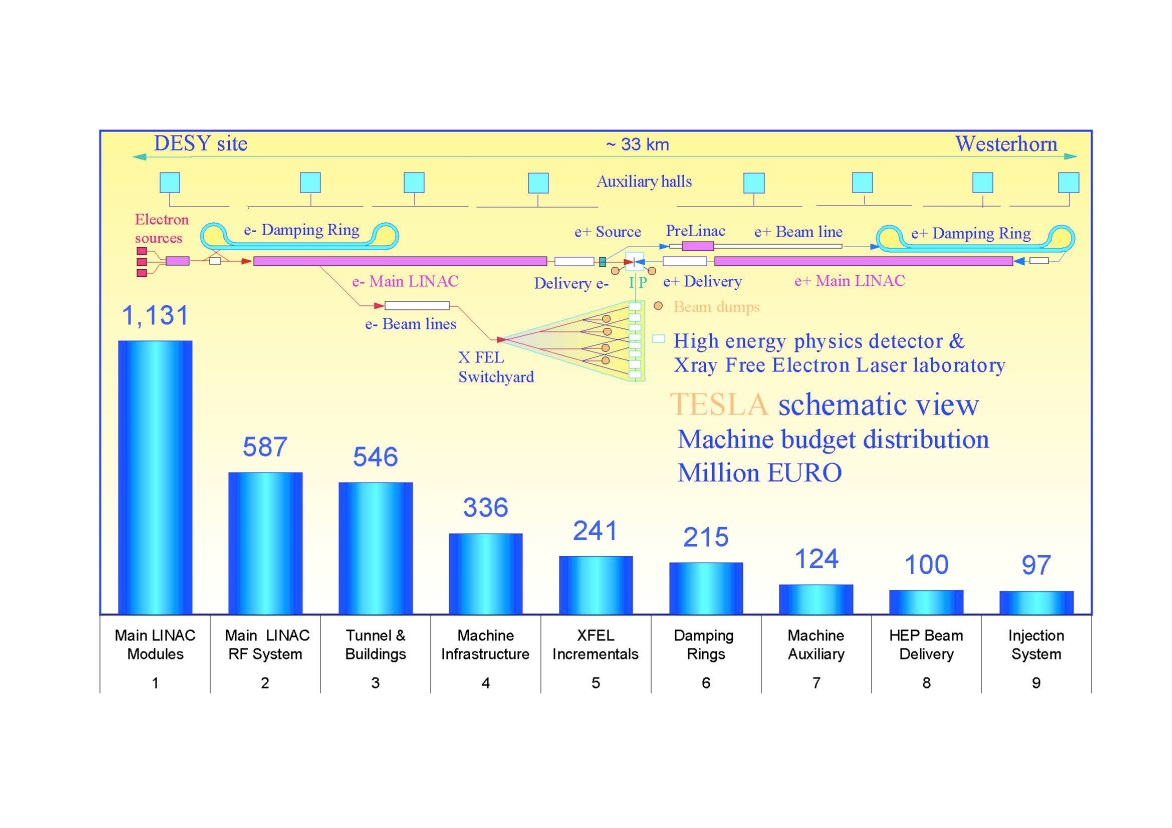 DESY site
~ 33 km
Westerhorn
Auxiliary halls
Electron
sources
e- Damping Ring
e+ Source
PreLinac
e+ Beam line
e+ Damping Ring
e- Main LINAC
Delivery e-
IP
e+ Delivery
e+ Main LINAC
e- Beam lines
Beam dumps
X FEL
Switchyard
High energy physics detector &
Xray Free Electron Laser laboratory
TESLA schematic view
Machine budget distribution
Million EURO
1,131
587
546
336
241
215
124
100
97
Main LINAC
Modules
1
Main LINAC
RF System
2
Tunnel &
Buildings
3
Machine
Infrastructure
4
XFEL
Incrementals
5
Damping
Rings
6
Machine
Auxiliary
7
HEP Beam
Delivery
8
Injection
System
9